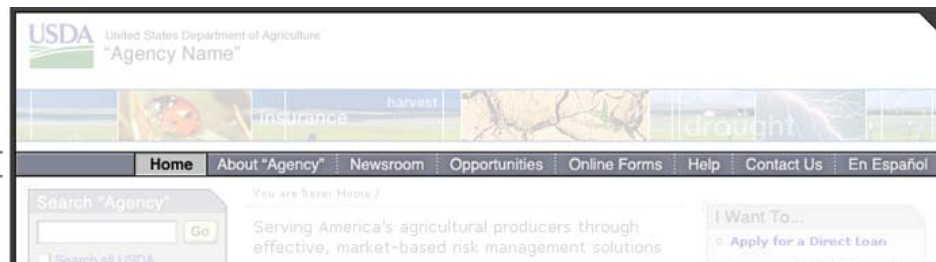 USDA
United States Department of Agriculture
"Agency Name"
harvest
insurance
drought
Home About "Agency" Newsroom Opportunities Online Forms Help Contact Us En Español
You are here: Home /
Search "Agency"
Go
Search all USDA
Serving America's agricultural producers through
effective, market-based risk management solutions
I Want To...
Apply for a Direct Loan